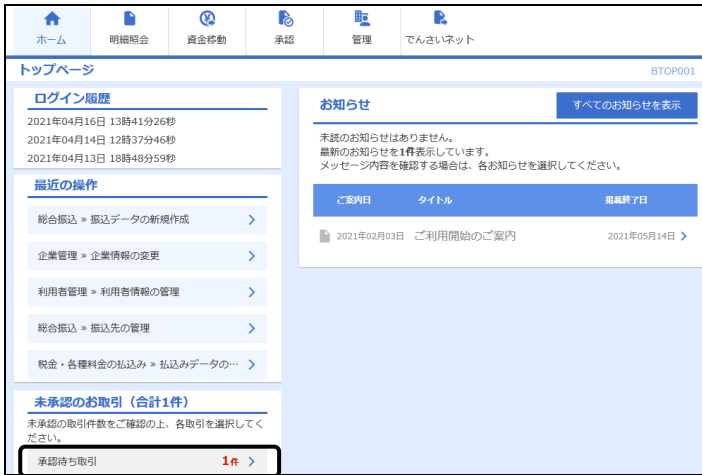 ホーム
明細照会
資金移動
承認
管理
でんさいネット
トップページ
BTOP001
ログイン履歴
2021年04月16日 13時41分26秒
2021年04月14日 12時37分46秒
2021年04月13日 18時48分59秒
最近の操作
総合振込 » 振込データの新規作成
企業管理 » 企業情報の変更
利用者管理 » 利用者情報の管理
総合振込 » 振込先の管理
税金・各種料金の払込み » 払込みデータの…
未承認のお取引（合計1件）
未承認の取引件数をご確認の上、各取引を選択してく
ださい。
承認待ち取引 1件
お知らせ
すべてのお知らせを表示
未読のお知らせはありません。
最新のお知らせを1件表示しています。
メッセージ内容を確認する場合は、各お知らせを選択してください。
ご案内日 タイトル 掲載終了日
2021年02月03日 ご利用開始のご案内 2021年05月14日